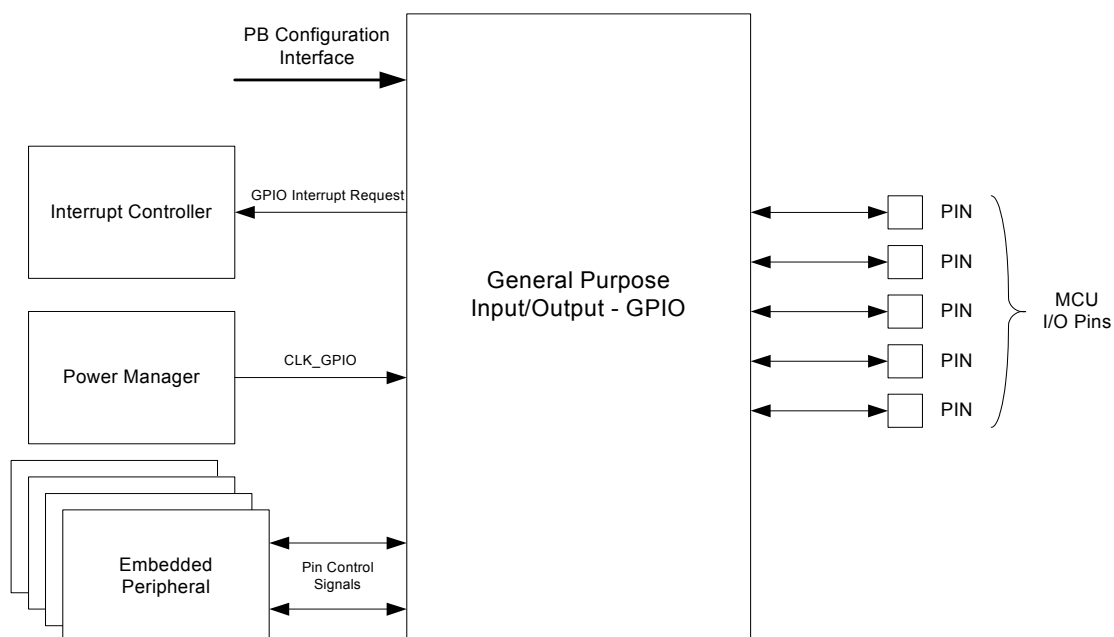 PB Configuration
Interface
Interrupt Controller
GPIO Interrupt Request
Power Manager
CLK_GPIO
Embedded
Peripheral
Pin Control
Signals
General Purpose
Input/Output - GPIO
PIN
PIN
PIN
PIN
PIN
MCU
I/O Pins